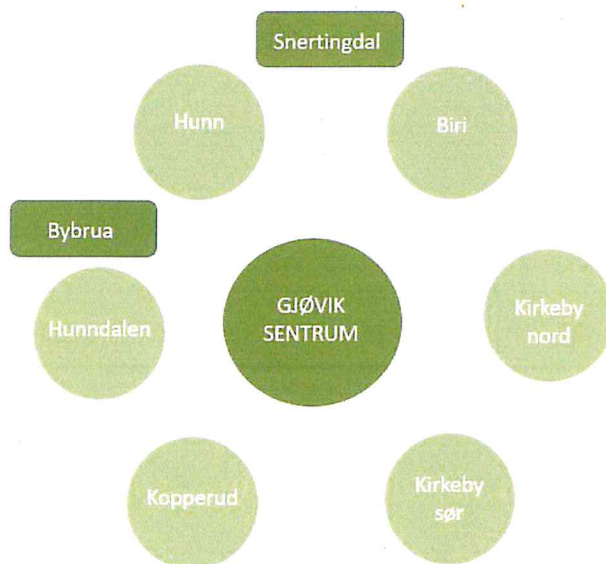 Snertingdal
Hunn
Biri
Bybrua
Hunndalen
GJØVIK
SENTRUM
Kirkeby
nord
Kopperud
Kirkeby
sør